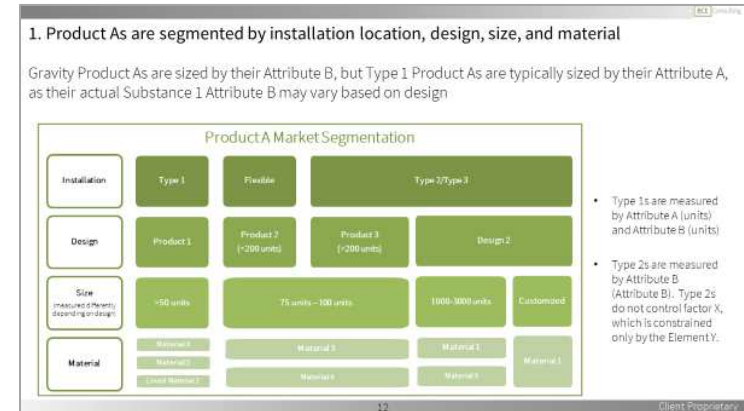 BCE Consulting
1. Product As are segmented by installation location, design, size, and material
Gravity Product As are sized by their Attribute B, but Type 1 Product As are typically sized by their Attribute A,
as their actual Substance 1 Attribute B may vary based on design
Product A Market Segmentation
Installation
Type 1
Flexible
Type 2/Type 3
Design
Product 1
Product 2
(<200 units)
Product 3
(>200 units)
Design 2
Size
(measured differently
depending on design)
>50 units
75 units – 100 units
1000-3000 units
Customized
Material
Material 2
Lined Material 2
Material 3
Material 1
Material 1
• Type 1s are measured
by Attribute A (units)
and Attribute B (units)
• Type 2s are measured
by Attribute B
(Attribute B). Type 2s
do not control factor X,
which is constrained
only by the Element Y.
12
Client Proprietary